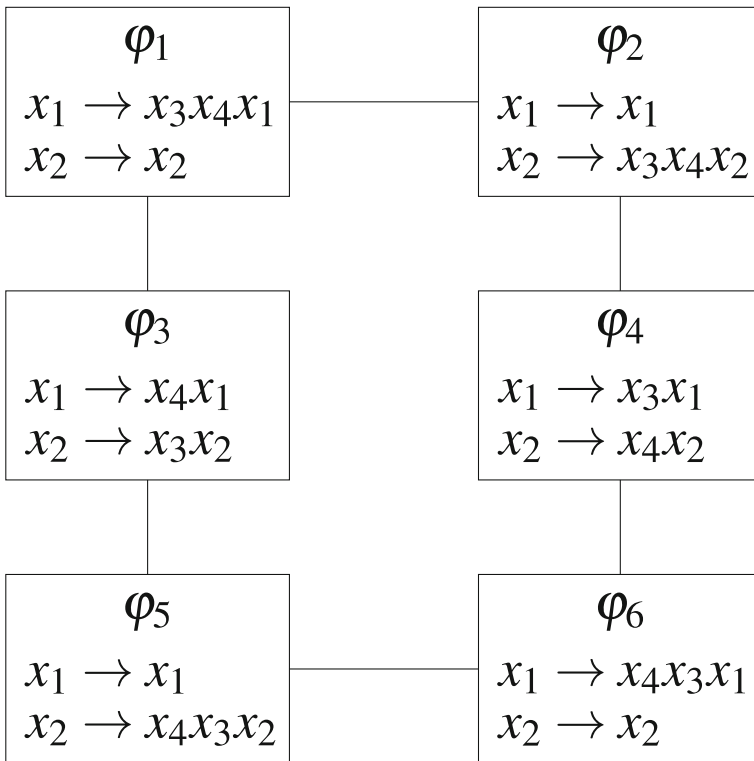 φ₁
x₁ → x₃x₄x₁
x₂ → x₂
φ₂
x₁ → x₁
x₂ → x₃x₄x₂
φ₃
x₁ → x₄x₁
x₂ → x₃x₂
φ₄
x₁ → x₃x₁
x₂ → x₄x₂
φ₅
x₁ → x₁
x₂ → x₄x₃x₂
φ₆
x₁ → x₄x₃x₁
x₂ → x₂